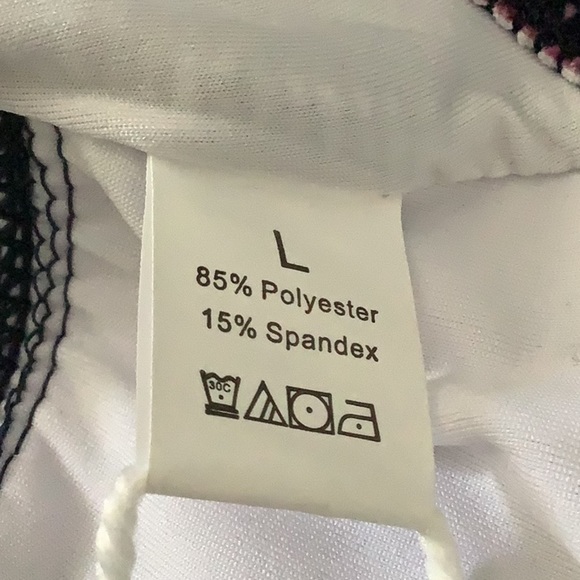 L
85% Polyester
15% Spandex
30C